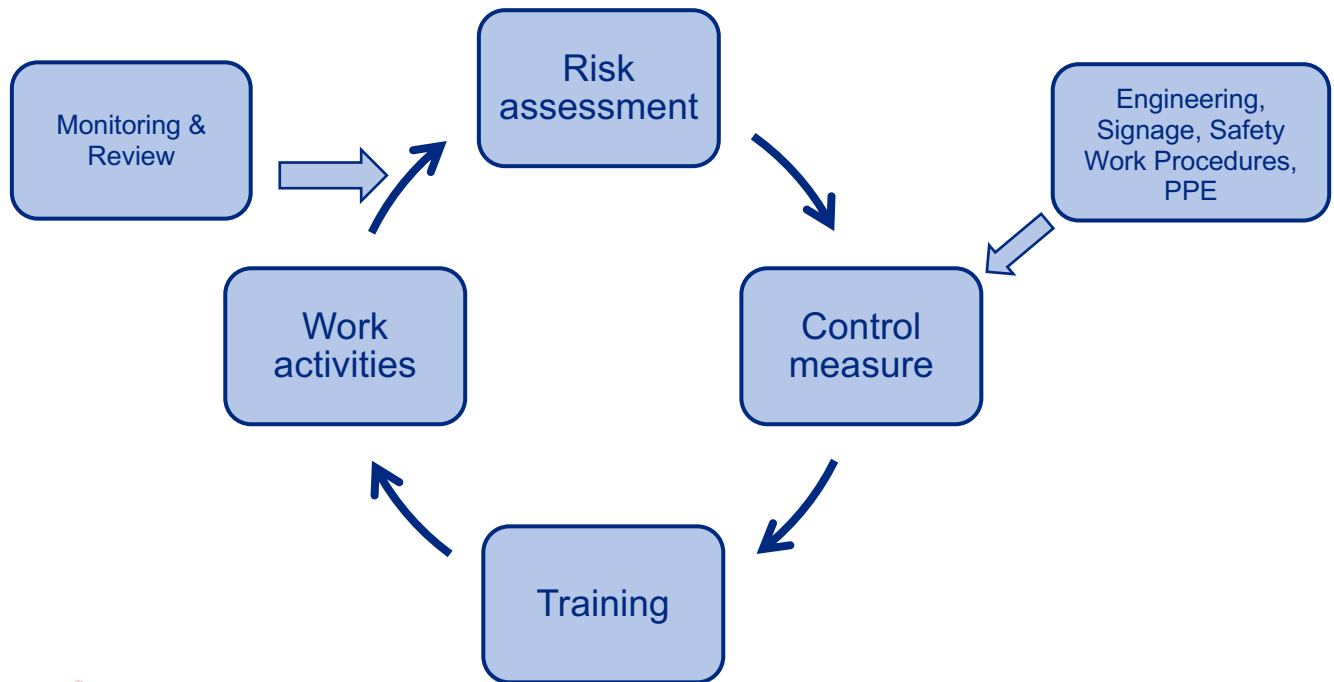 Risk
assessment
Monitoring &
Review
Engineering,
Signage, Safety
Work Procedures,
PPE
Work
activities
Control
measure
Training